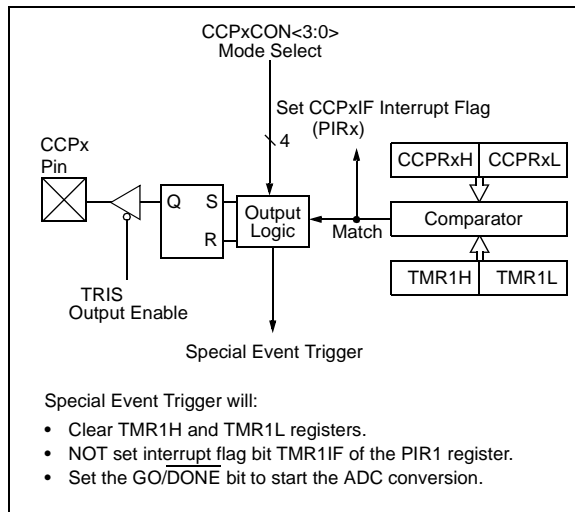 CCPxCON<3:0>
Mode Select
Set CCPxIF Interrupt Flag
(PIRx)
4
CCPx
Pin
CCPRxH CCPRxL
Q S
R
Output
Logic
Match
Comparator
TMR1H TMR1L
TRIS
Output Enable
Special Event Trigger
Special Event Trigger will:
• Clear TMR1H and TMR1L registers.
• NOT set interrupt flag bit TMR1IF of the PIR1 register.
• Set the GO/DONE bit to start the ADC conversion.